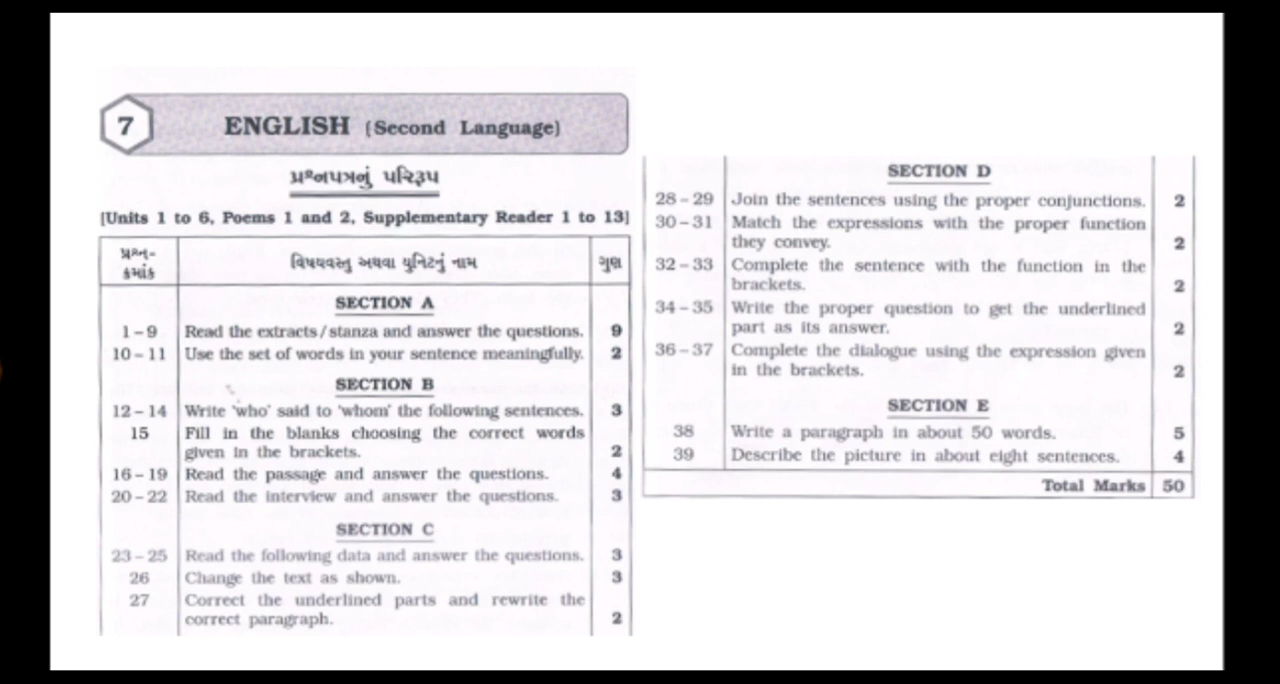 7 ENGLISH (Second Language)
પ્રશ્નપત્રનું પરિરૂપ
[Units 1 to 6, Poems 1 and 2, Supplementary Reader 1 to 13]
પ્રશ્ન-
ક્રમાંક
વિષયવસ્તુ અથવા યુનિટનું નામ
ગુણ
SECTION A
1 – 9 Read the extracts / stanza and answer the questions. 9
10 – 11 Use the set of words in your sentence meaningfully. 2
SECTION B
12 – 14 Write 'who' said to 'whom' the following sentences. 3
15 Fill in the blanks choosing the correct words
given in the brackets. 2
16 – 19 Read the passage and answer the questions. 4
20 – 22 Read the interview and answer the questions. 3
SECTION C
23 – 25 Read the following data and answer the questions. 3
26 Change the text as shown. 3
27 Correct the underlined parts and rewrite the
correct paragraph. 2
SECTION D
28 – 29 Join the sentences using the proper conjunctions. 2
30 – 31 Match the expressions with the proper function
they convey. 2
32 – 33 Complete the sentence with the function in the
brackets. 2
34 – 35 Write the proper question to get the underlined
part as its answer. 2
36 – 37 Complete the dialogue using the expression given
in the brackets. 2
SECTION E
38 Write a paragraph in about 50 words. 5
39 Describe the picture in about eight sentences. 4
Total Marks 50